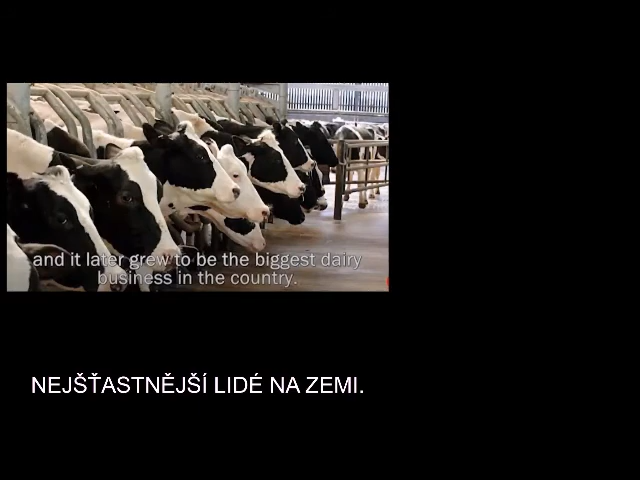 and it later grew to be the biggest dairy
business in the country.
NEJŠŤASTNĚJŠÍ LIDÉ NA ZEMI.